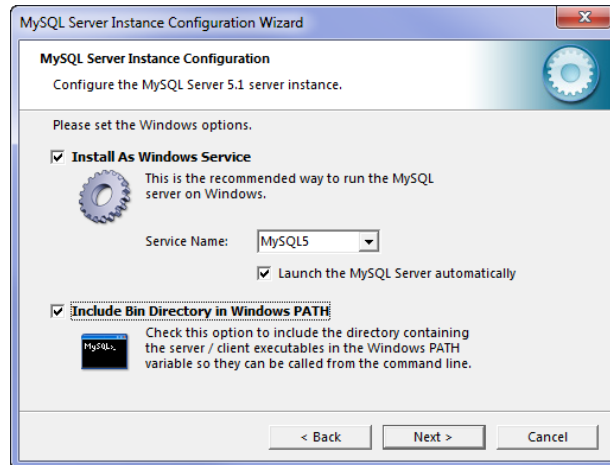 MySQL Server Instance Configuration Wizard
MySQL Server Instance Configuration
Configure the MySQL Server 5.1 server instance.
Please set the Windows options.
Install As Windows Service
This is the recommended way to run the MySQL
server on Windows.
Service Name: MySQL5
Launch the MySQL Server automatically
Include Bin Directory in Windows PATH
Check this option to include the directory containing
the server / client executables in the Windows PATH
variable so they can be called from the command line.
MySQL>_
< Back Next > Cancel